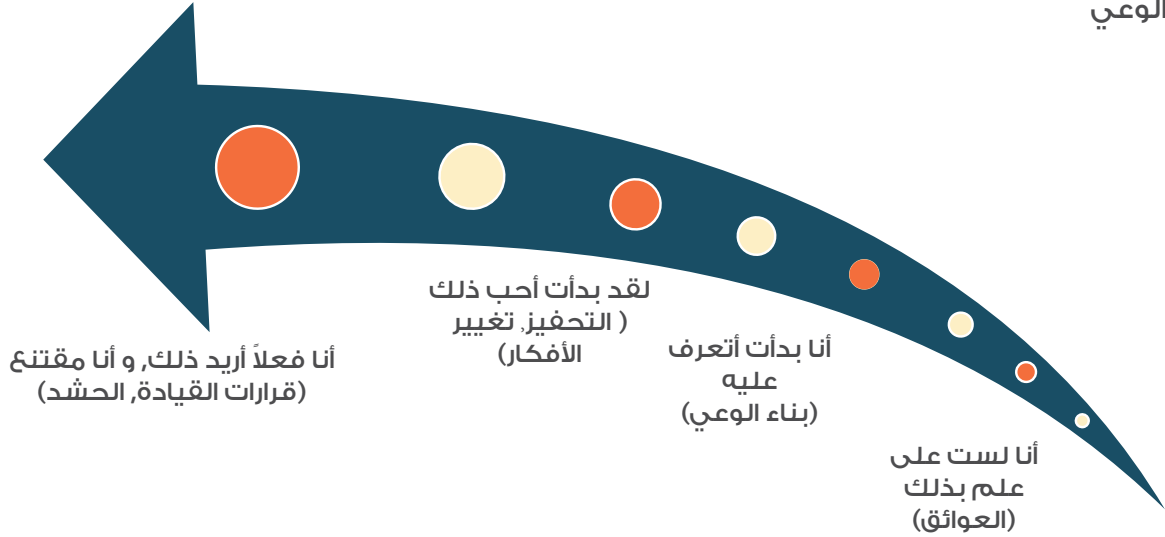 الوعي
أنا لست على
علم بذلك
(العوائق)
أنا بدأت أتعرف
عليه
(بناء الوعي)
لقد بدأت أحب ذلك
( التحفيز, تغيير
الأفكار)
أنا فعلاً أريد ذلك, و أنا مقتنع
(قرارات القيادة, الحشد)